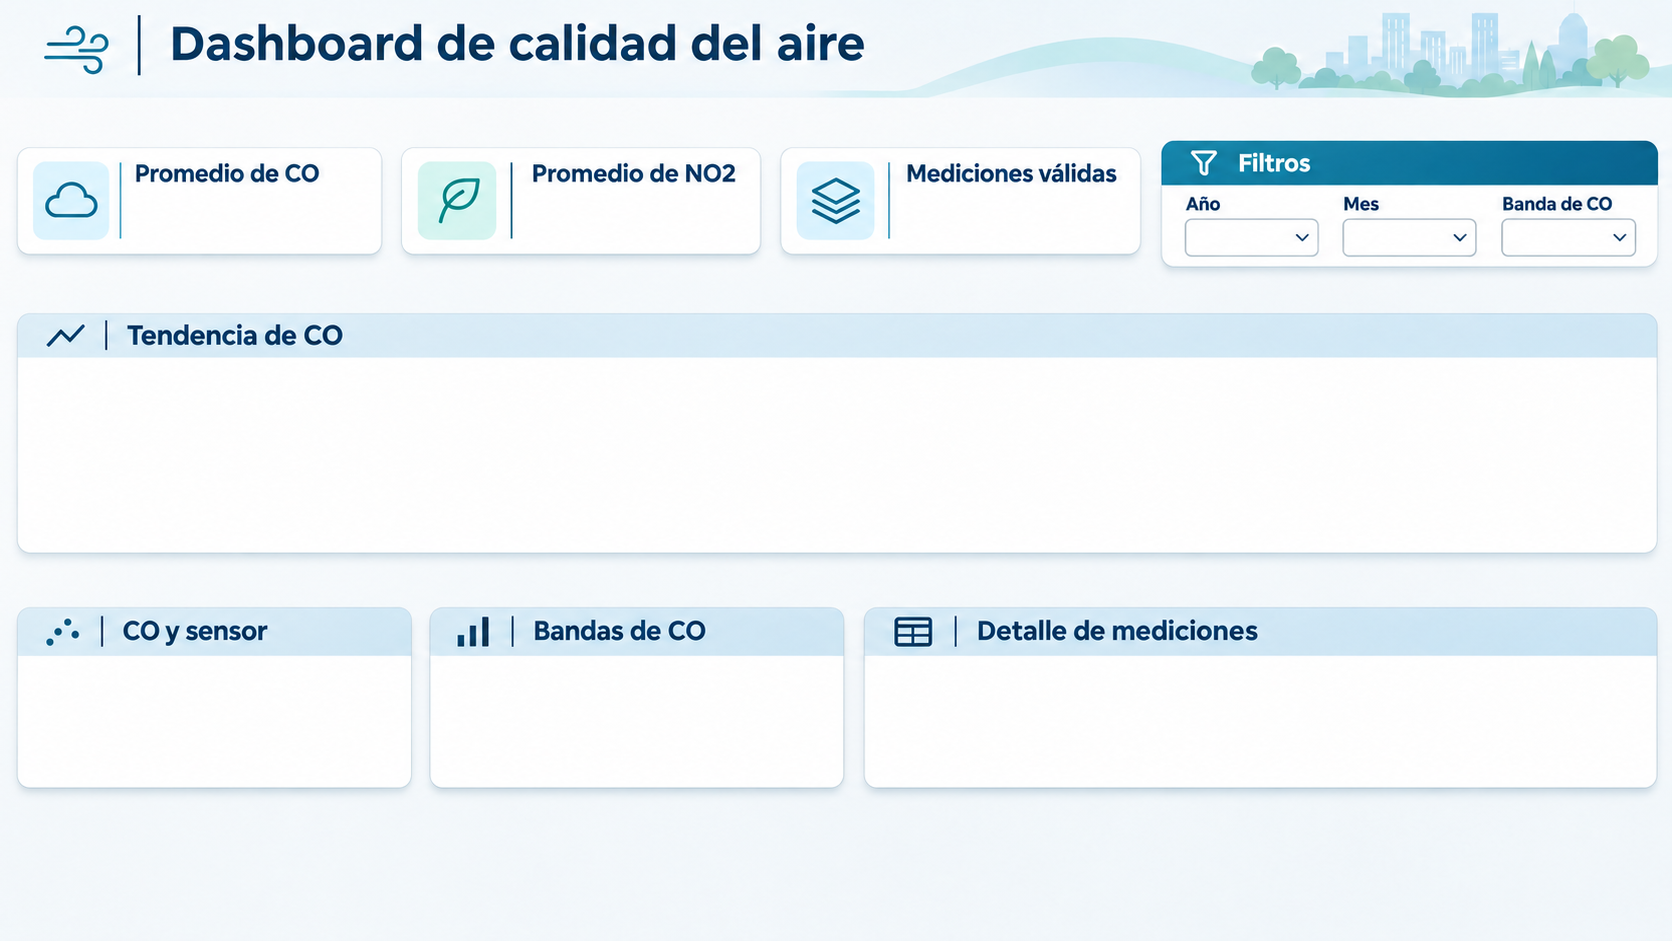 Dashboard de calidad del aire
Promedio de CO
Promedio de NO2
Mediciones válidas
Filtros
Año
Mes
Banda de CO
Tendencia de CO
CO y sensor
Bandas de CO
Detalle de mediciones